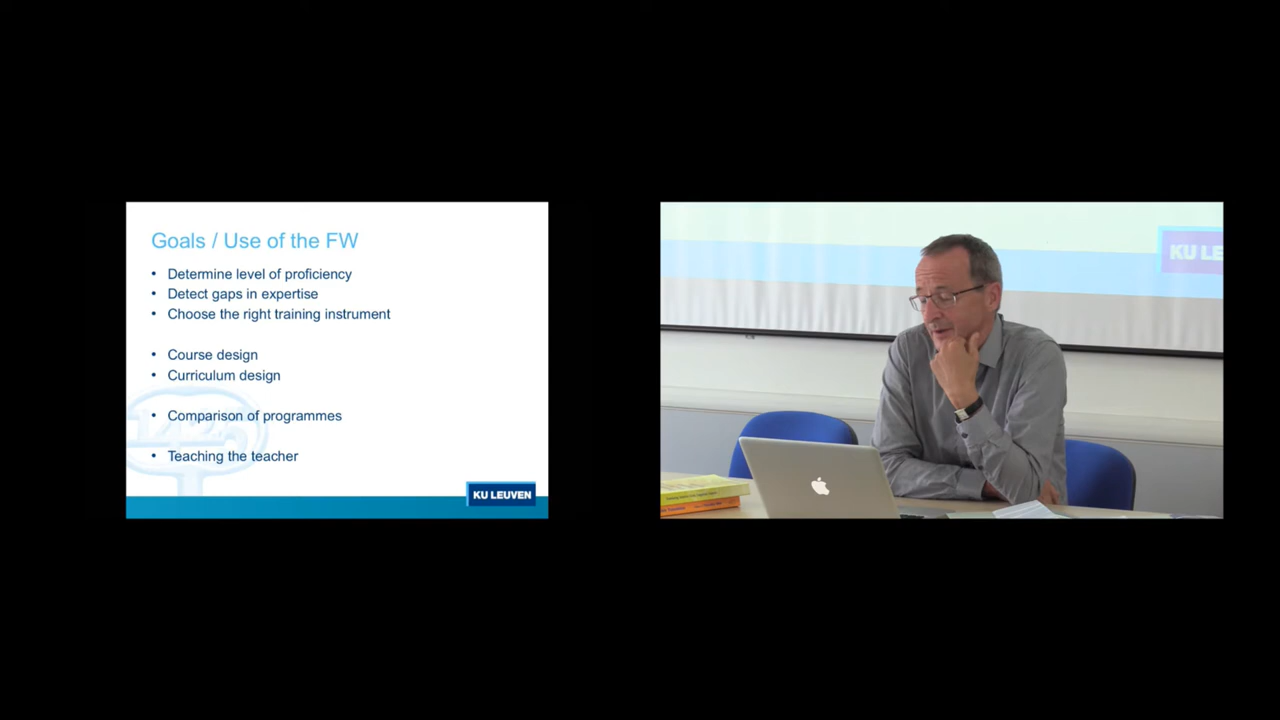 Goals / Use of the FW
• Determine level of proficiency
• Detect gaps in expertise
• Choose the right training instrument
• Course design
• Curriculum design
• Comparison of programmes
• Teaching the teacher
KU LEUVEN
KU LE